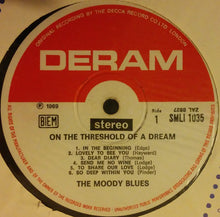 ORIGINAL RECORDING BY THE DECCA RECORD CO LTD LONDON
DERAM
℗ 1969
BIEM
stereo
Side 1
ZAL 8927
SMLI 1035
ON THE THRESHOLD OF A DREAM
1. IN THE BEGINNING (Edge)
2. LOVELY TO SEE YOU (Hayward)
3. DEAR DIARY (Thomas)
4. SEND ME NO WINE (Lodge)
5. TO SHARE OUR LOVE (Lodge)
6. SO DEEP WITHIN YOU (Pinder)
THE MOODY BLUES